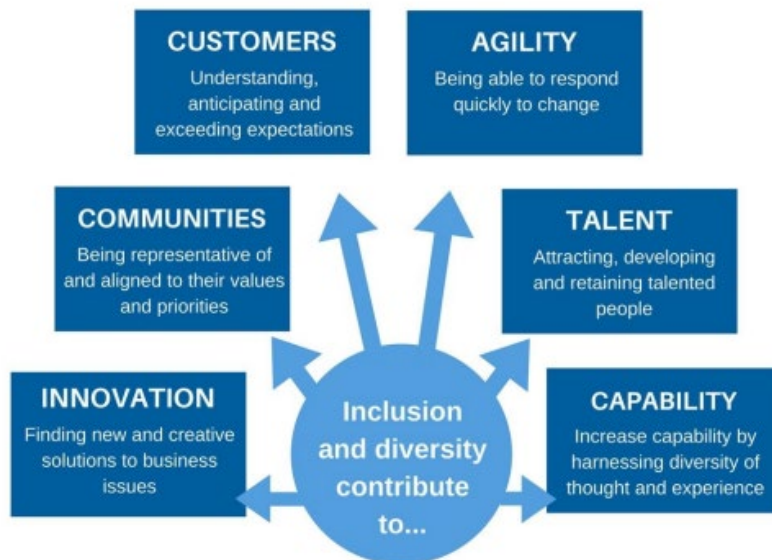 CUSTOMERS
Understanding,
anticipating and
exceeding expectations
AGILITY
Being able to respond
quickly to change
COMMUNITIES
Being representative of
and aligned to their values
and priorities
TALENT
Attracting, developing
and retaining talented
people
INNOVATION
Finding new and creative
solutions to business
issues
Inclusion
and diversity
contribute
to...
CAPABILITY
Increase capability by
harnessing diversity of
thought and experience